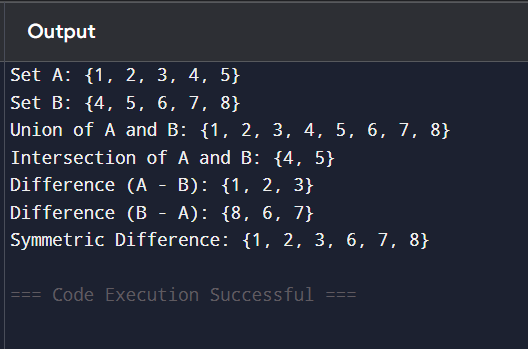 Output
Set A: {1, 2, 3, 4, 5}
Set B: {4, 5, 6, 7, 8}
Union of A and B: {1, 2, 3, 4, 5, 6, 7, 8}
Intersection of A and B: {4, 5}
Difference (A - B): {1, 2, 3}
Difference (B - A): {8, 6, 7}
Symmetric Difference: {1, 2, 3, 6, 7, 8}
=== Code Execution Successful ===